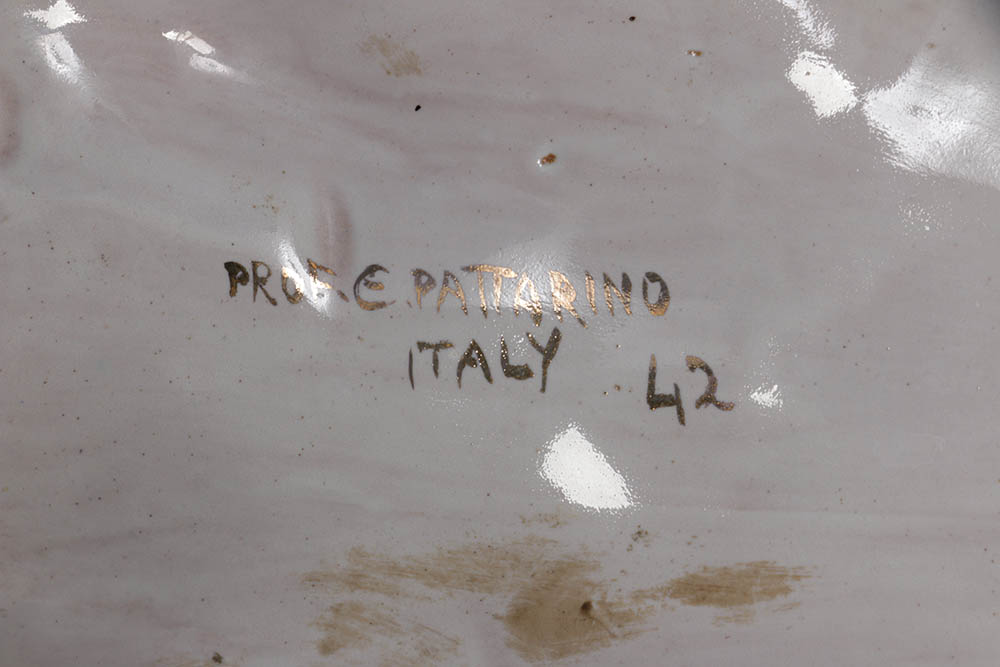 PROF. E. PATTARINO
ITALY 42